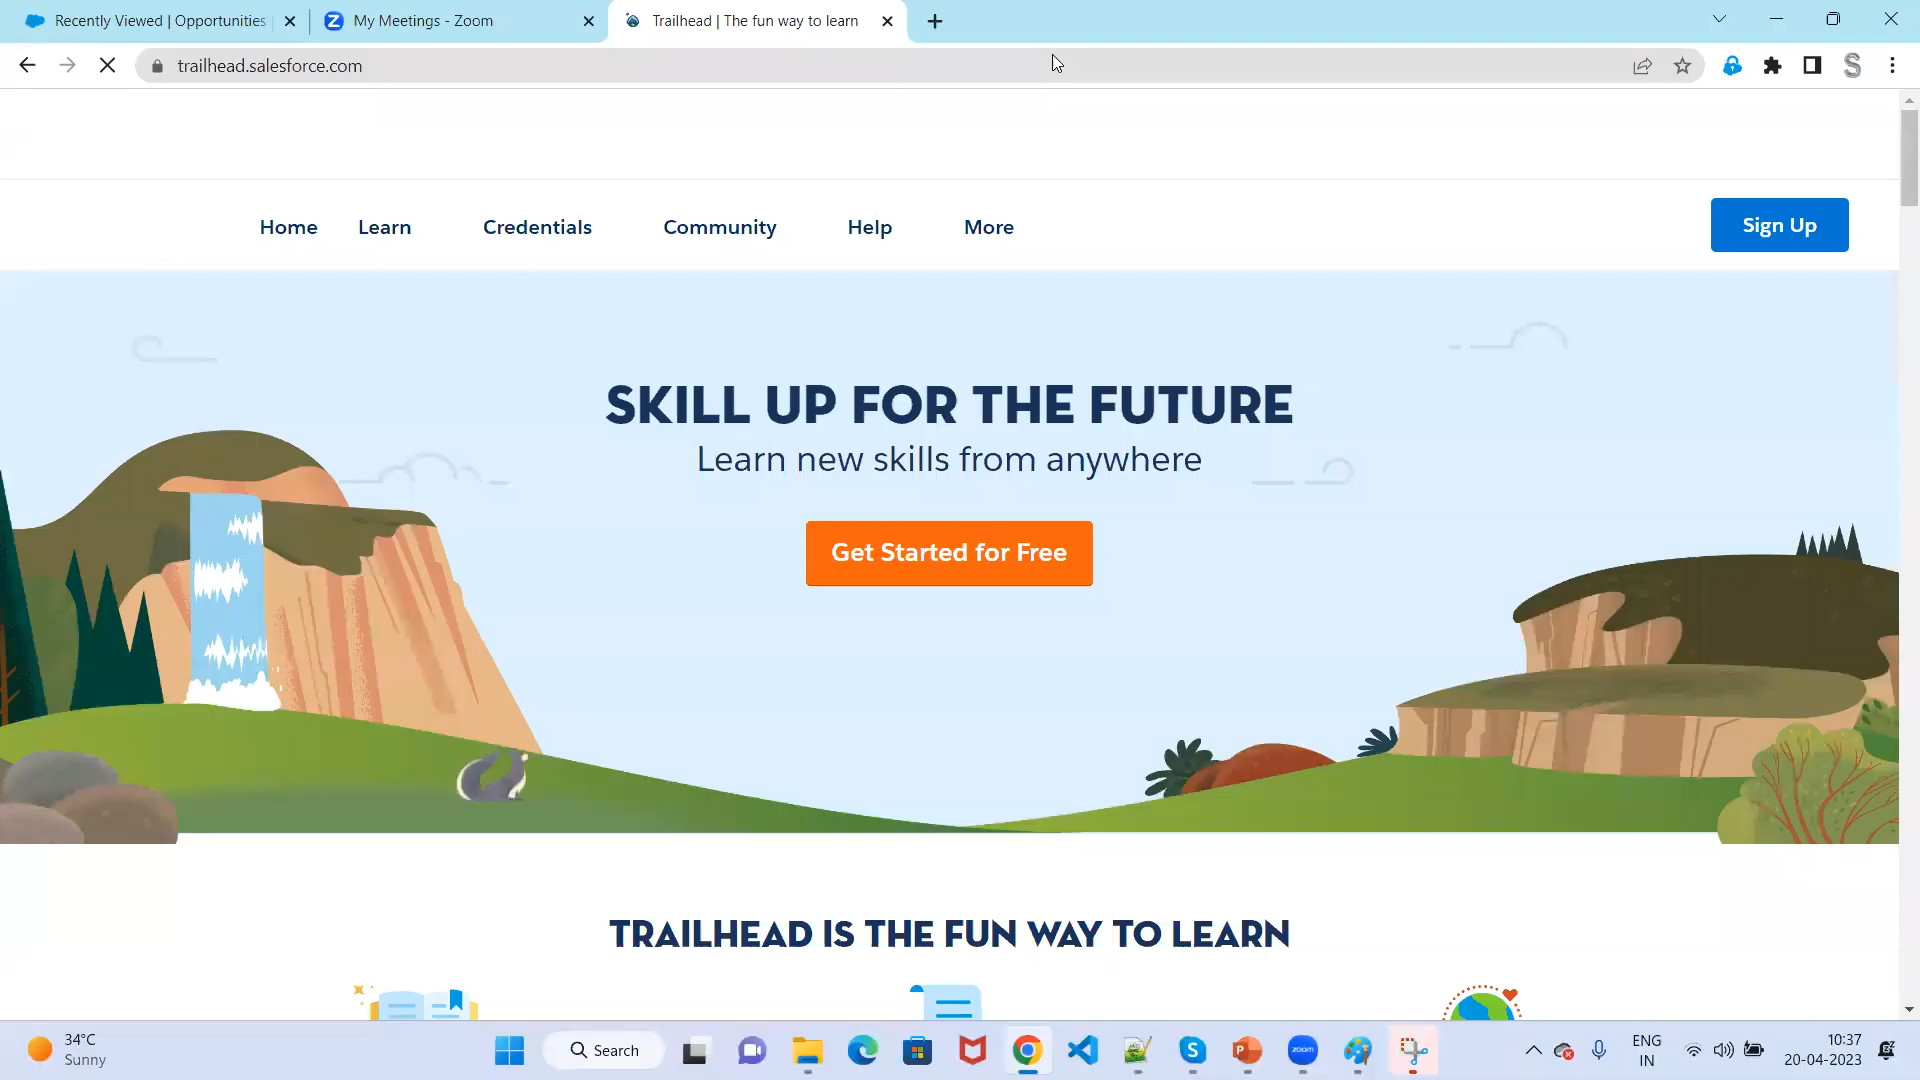 Recently Viewed | Opportunities
My Meetings - Zoom
Trailhead | The fun way to learn
trailhead.salesforce.com
Home
Learn
Credentials
Community
Help
More
Sign Up
SKILL UP FOR THE FUTURE
Learn new skills from anywhere
Get Started for Free
TRAILHEAD IS THE FUN WAY TO LEARN
34°C
Sunny
Search
zoom
ENG
IN
10:37
20-04-2023